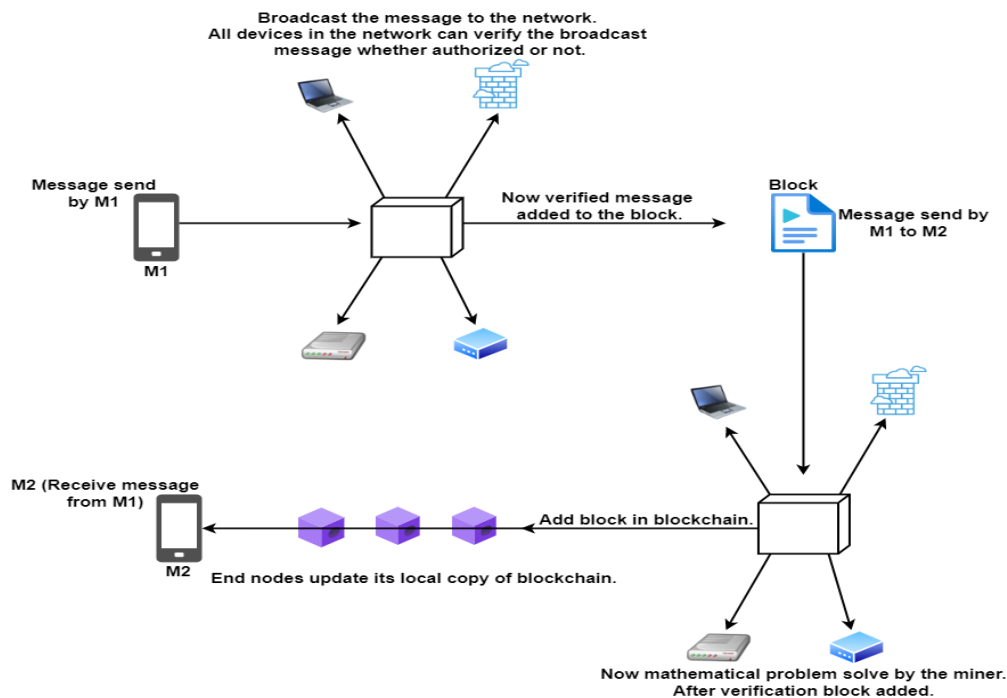 Broadcast the message to the network.
All devices in the network can verify the broadcast
message whether authorized or not.
Message send
by M1
M1
Now verified message
added to the block.
Block
Message send by
M1 to M2
M2 (Receive message
from M1)
M2
Add block in blockchain.
End nodes update its local copy of blockchain.
Now mathematical problem solve by the miner.
After verification block added.